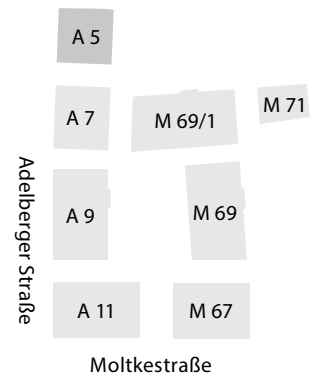 A 5
A 7
M 69/1
M 71
Adelberger Straße
A 9
M 69
A 11
M 67
Moltkestraße